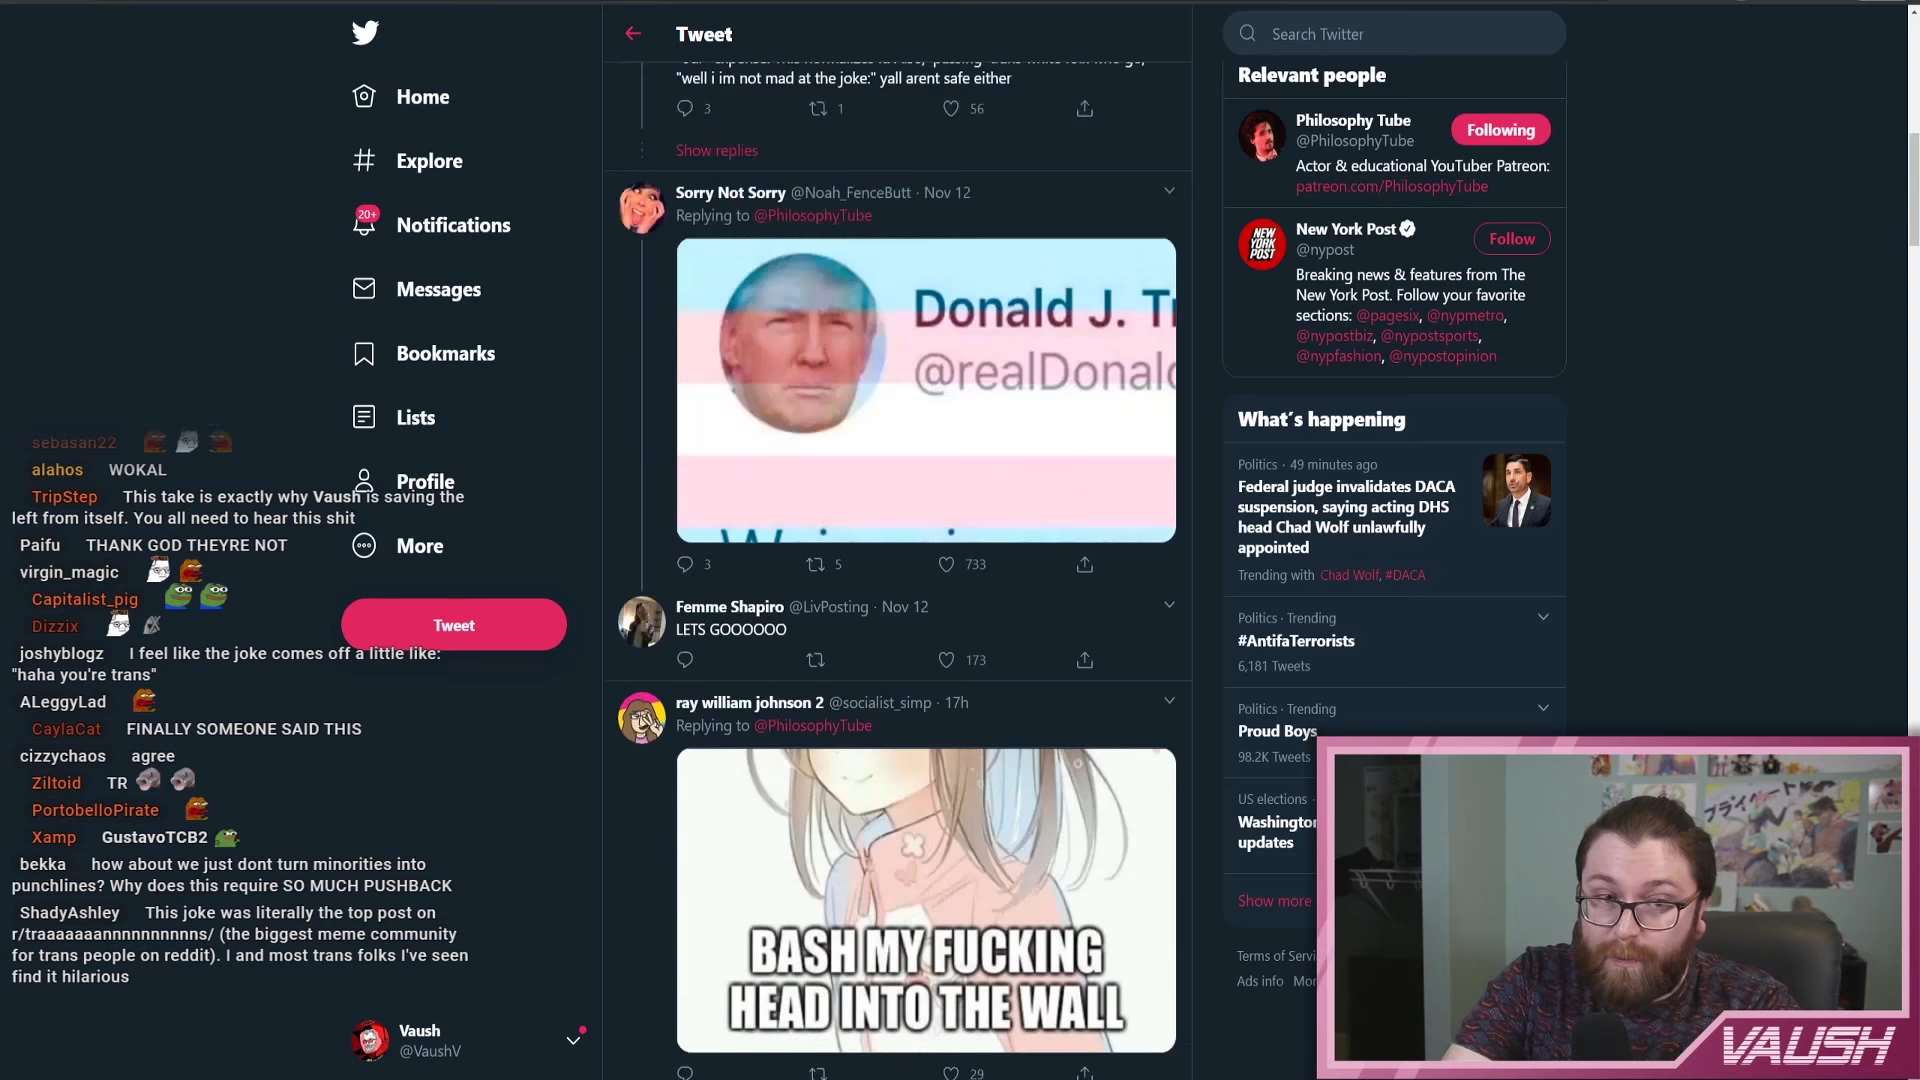 Home
Explore
20+
Notifications
Messages
Bookmarks
Lists
Profile
More
Tweet
Vaush
@VaushV
sebasan22
alahos WOKAL
TripStep This take is exactly why Vaush is saving the
left from itself. You all need to hear this shit
Paifu THANK GOD THEYRE NOT
virgin_magic
Capitalist_pig
Dizzix
joshyblogz I feel like the joke comes off a little like:
"haha you're trans"
ALeggyLad
CaylaCat FINALLY SOMEONE SAID THIS
cizzychaos agree
Ziltoid TR
PortobelloPirate
Xamp GustavoTCB2
bekka how about we just dont turn minorities into
punchlines? Why does this require SO MUCH PUSHBACK
ShadyAshley This joke was literally the top post on
r/traaaaaaannnnnnnnnns/ (the biggest meme community
for trans people on reddit). I and most trans folks I've seen
find it hilarious
Tweet
"well i im not mad at the joke:" yall arent safe either
3 1 56
Show replies
Sorry Not Sorry @Noah_FenceButt · Nov 12
Replying to @PhilosophyTube
Donald J. T
@realDonald
3 5 733
Femme Shapiro @LivPosting · Nov 12
LETS GOOOOOO
173
ray william johnson 2 @socialist_simp · 17h
Replying to @PhilosophyTube
BASH MY FUCKING
HEAD INTO THE WALL
29
Search Twitter
Relevant people
Philosophy Tube
@PhilosophyTube
Following
Actor & educational YouTuber Patreon:
patreon.com/PhilosophyTube
NEW
YORK
POST
New York Post
@nypost
Follow
Breaking news & features from The
New York Post. Follow your favorite
sections: @pagesix, @nypmetro,
@nypostbiz, @nypostsports,
@nypfashion, @nypostopinion
What's happening
Politics · 49 minutes ago
Federal judge invalidates DACA
suspension, saying acting DHS
head Chad Wolf unlawfully
appointed
Trending with Chad Wolf, #DACA
Politics · Trending
#AntifaTerrorists
6,181 Tweets
Politics · Trending
Proud Boys
98.2K Tweets
US elections ·
Washington
updates
Show more
Terms of Servi
Ads info Mor
VAUSH